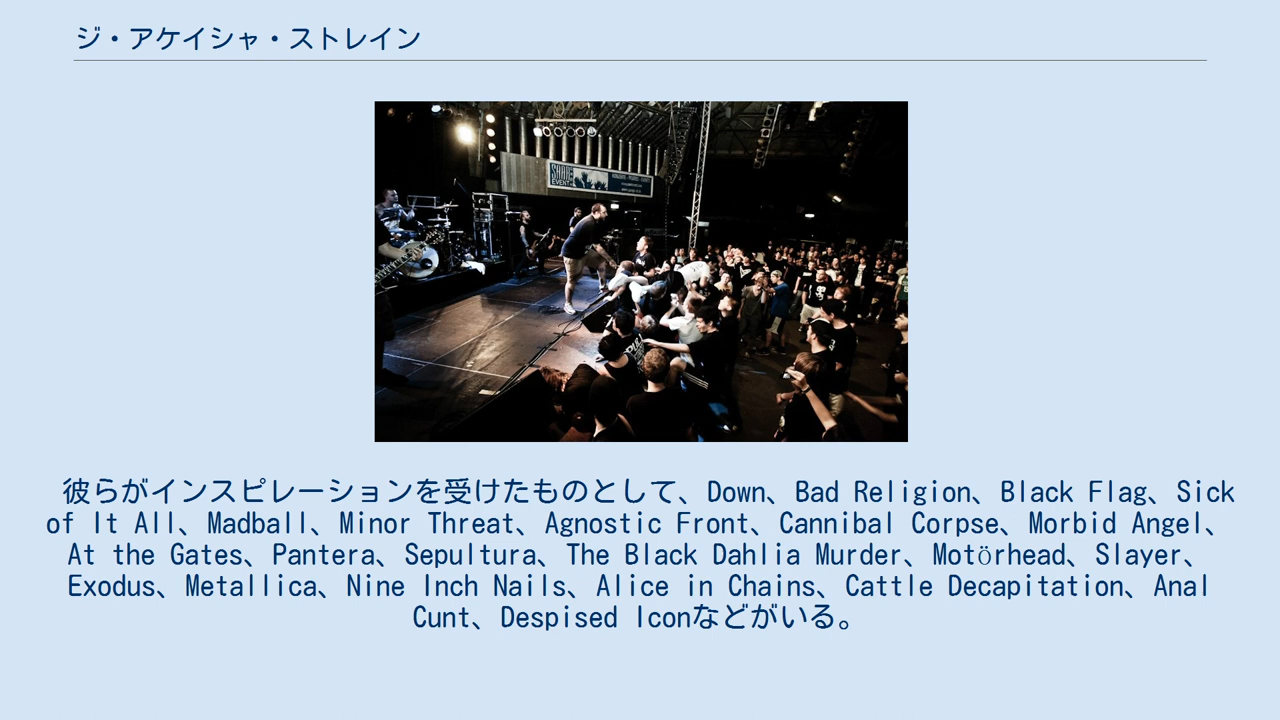 ジ・アケイシャ・ストレイン
EVENT
彼らがインスピレーションを受けたものとして、Down、Bad Religion、Black Flag、Sick
of It All、Madball、Minor Threat、Agnostic Front、Cannibal Corpse、Morbid Angel、
At the Gates、Pantera、Sepultura、The Black Dahlia Murder、Motörhead、Slayer、
Exodus、Metallica、Nine Inch Nails、Alice in Chains、Cattle Decapitation、Anal
Cunt、Despised Iconなどがいる。